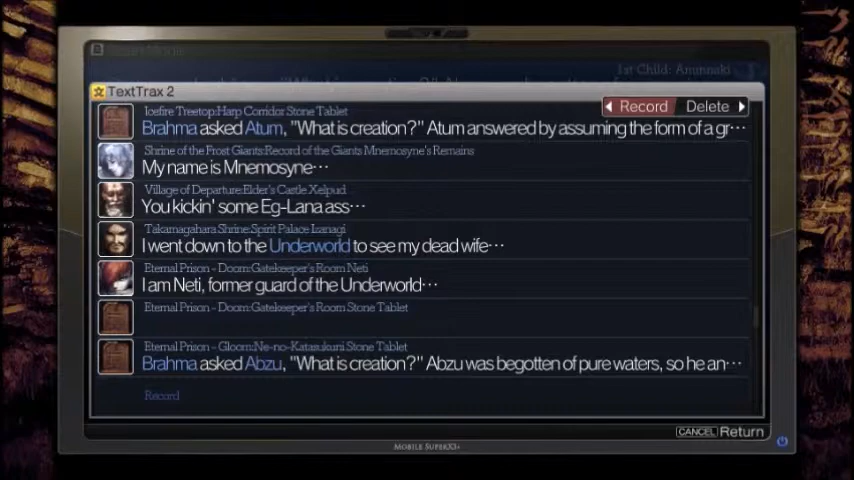 1st Child: Anunnaki
TextTrax 2
Record Delete
Icefire Treetop:Harp Corridor Stone Tablet
Brahma asked Atum, "What is creation?" Atum answered by assuming the form of a gr…
Shrine of the Frost Giants:Record of the Giants Mnemosyne's Remains
My name is Mnemosyne…
Village of Departure:Elder's Castle Xelpud
You kickin' some Eg-Lana ass…
Takamagahara Shrine:Spirit Palace Izanagi
I went down to the Underworld to see my dead wife…
Eternal Prison - Doom:Gatekeeper's Room Neti
I am Neti, former guard of the Underworld…
Eternal Prison - Doom:Gatekeeper's Room Stone Tablet
Eternal Prison - Gloom:Ne-no-Katasukuni Stone Tablet
Brahma asked Abzu, "What is creation?" Abzu was begotten of pure waters, so he an…
Record
CANCEL Return
MOBILE SUPERX3+